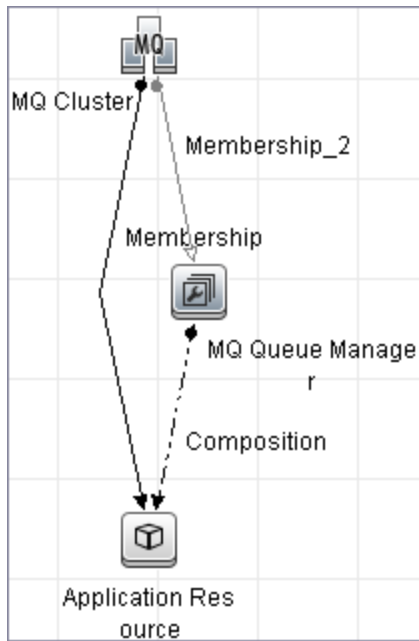 MQ
MQ Cluster
Membership_2
Membership
MQ Queue Manage
r
Composition
Application Res
ource